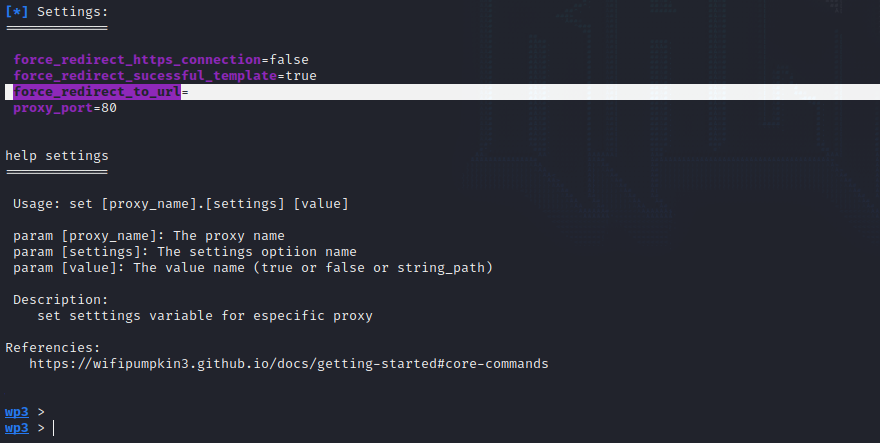 [*] Settings:
=============
force_redirect_https_connection=false
force_redirect_sucessful_template=true
force_redirect_to_url=
proxy_port=80
help settings
=============
Usage: set [proxy_name].[settings] [value]
param [proxy_name]: The proxy name
param [settings]: The settings optiion name
param [value]: The value name (true or false or string_path)
Description:
set setttings variable for especific proxy
Referencies:
https://wifipumpkin3.github.io/docs/getting-started#core-commands
wp3 >
wp3 >